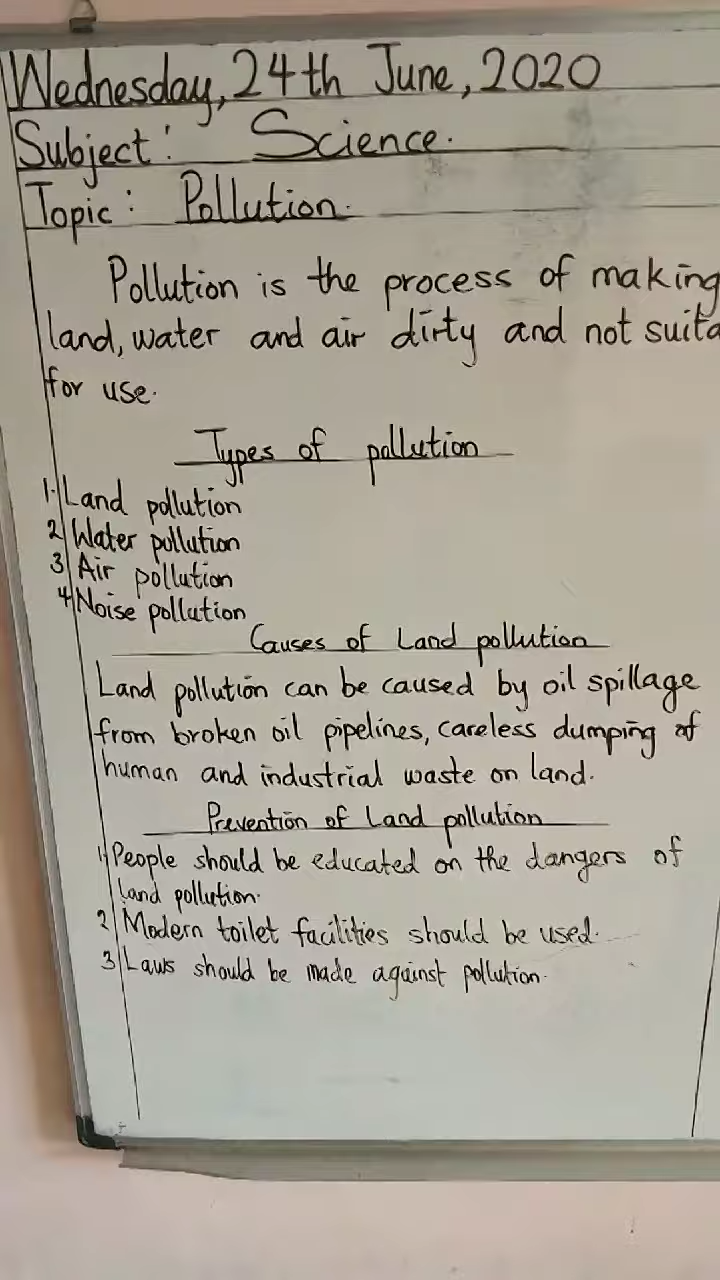 Wednesday, 24th June, 2020
Subject: Science.
Topic: Pollution.
Pollution is the process of making
land, water and air dirty and not
for use.
Types of pollution
1. Land pollution
2 Water pollution
3 Air pollution
4 Noise pollution
Causes of Land pollution
Land pollution can be caused by oil spillage
from broken oil pipelines, careless dumping of
human and industrial waste on land.
Prevention of Land pollution
1 People should be educated on the dangers of
Land pollution.
2 Modern toilet facilities should be used.
3 Laws should be made against pollution.